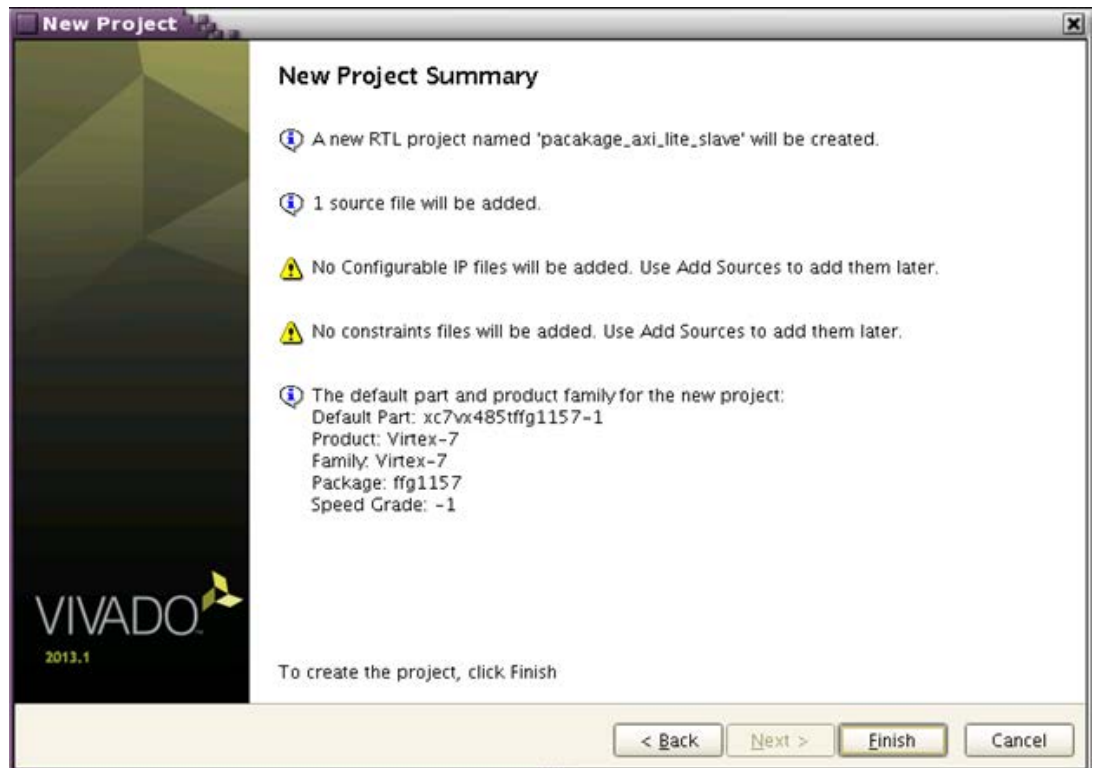 New Project
New Project Summary
A new RTL project named 'pacakage_axi_lite_slave' will be created.
1 source file will be added.
No Configurable IP files will be added. Use Add Sources to add them later.
No constraints files will be added. Use Add Sources to add them later.
The default part and product family for the new project:
Default Part: xc7vx485tffg1157-1
Product: Virtex-7
Family: Virtex-7
Package: ffg1157
Speed Grade: -1
VIVADO
2013.1
To create the project, click Finish
< Back
Next >
Finish
Cancel